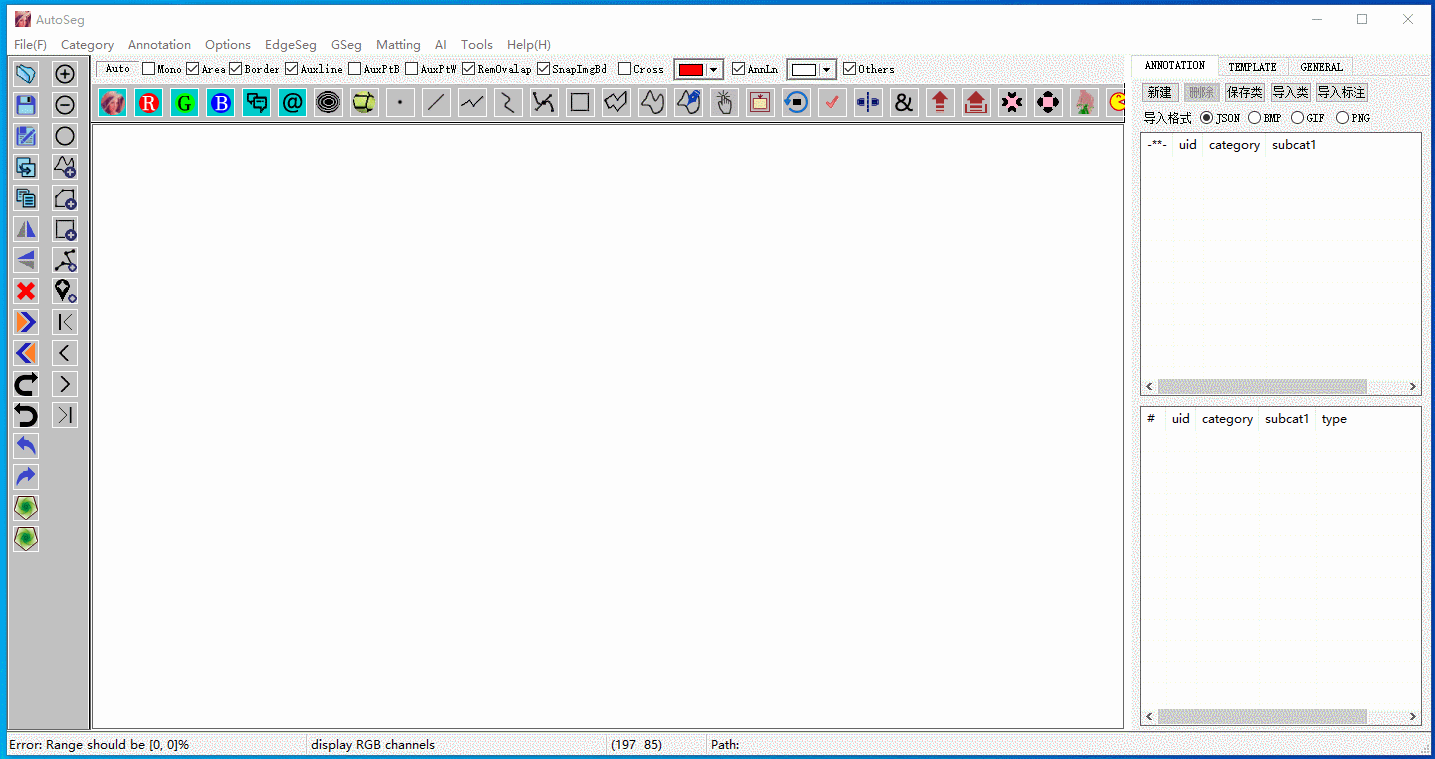 AutoSeg
File(F) Category Annotation Options EdgeSeg GSeg Matting AI Tools Help(H)
Auto Mono Area Border Auxline AuxPtB AuxPtW RemOvalap SnapImgBd Cross AnnLn Others
R G B @ &
ANNOTATION TEMPLATE GENERAL
新建 删除 保存类 导入类 导入标注
导入格式 JSON BMP GIF PNG
-**- uid category subcat1
# uid category subcat1 type
Error: Range should be [0, 0]% display RGB channels (197 85) Path: